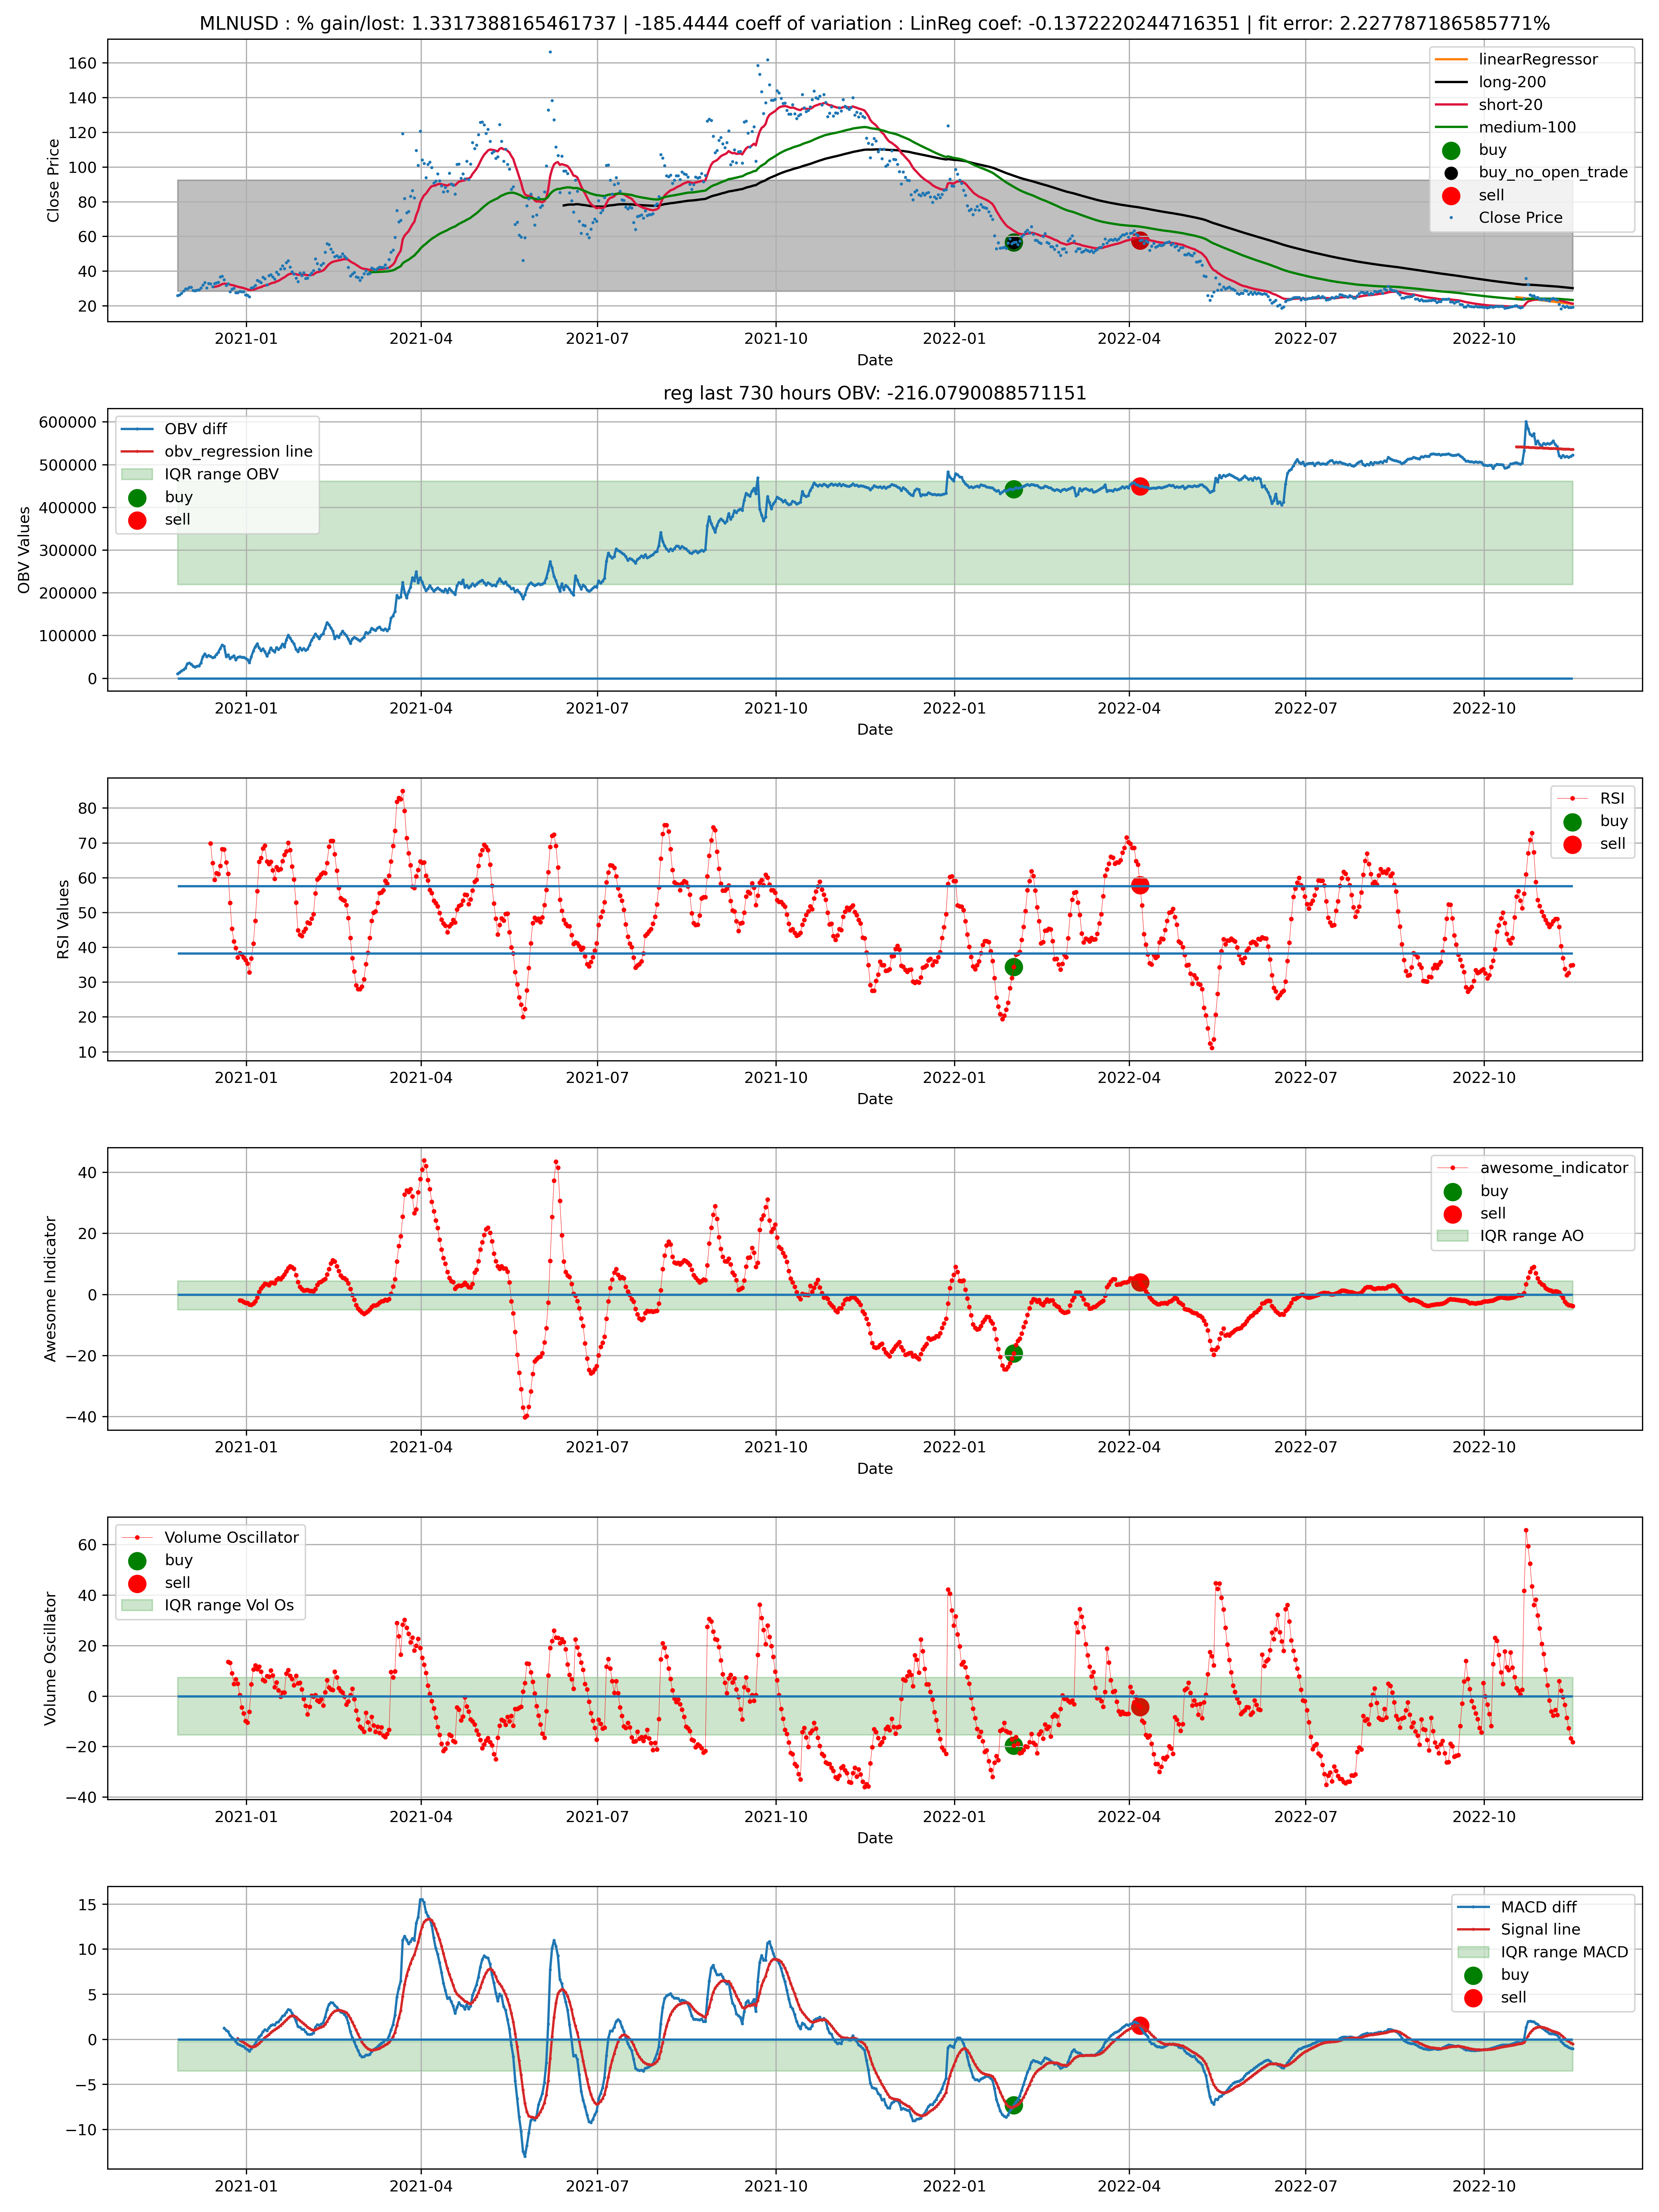 MLNUSD : % gain/lost: 1.3317388165461737 | -185.4444 coeff of variation : LinReg coef: -0.1372220244716351 | fit error: 2.227787186585771%
Close Price
160
140
120
100
80
60
40
20
linearRegressor
long-200
short-20
medium-100
buy
buy_no_open_trade
sell
Close Price
2021-01 2021-04 2021-07 2021-10 2022-01 2022-04 2022-07 2022-10
Date
reg last 730 hours OBV: -216.0790088571151
OBV Values
600000
500000
400000
300000
200000
100000
0
OBV diff
obv_regression line
IQR range OBV
buy
sell
2021-01 2021-04 2021-07 2021-10 2022-01 2022-04 2022-07 2022-10
Date
RSI Values
80
70
60
50
40
30
20
10
RSI
buy
sell
2021-01 2021-04 2021-07 2021-10 2022-01 2022-04 2022-07 2022-10
Date
Awesome Indicator
40
20
0
−20
−40
awesome_indicator
buy
sell
IQR range AO
2021-01 2021-04 2021-07 2021-10 2022-01 2022-04 2022-07 2022-10
Date
Volume Oscillator
60
40
20
0
−20
−40
Volume Oscillator
buy
sell
IQR range Vol Os
2021-01 2021-04 2021-07 2021-10 2022-01 2022-04 2022-07 2022-10
Date
15
10
5
0
−5
−10
MACD diff
Signal line
IQR range MACD
buy
sell
2021-01 2021-04 2021-07 2021-10 2022-01 2022-04 2022-07 2022-10